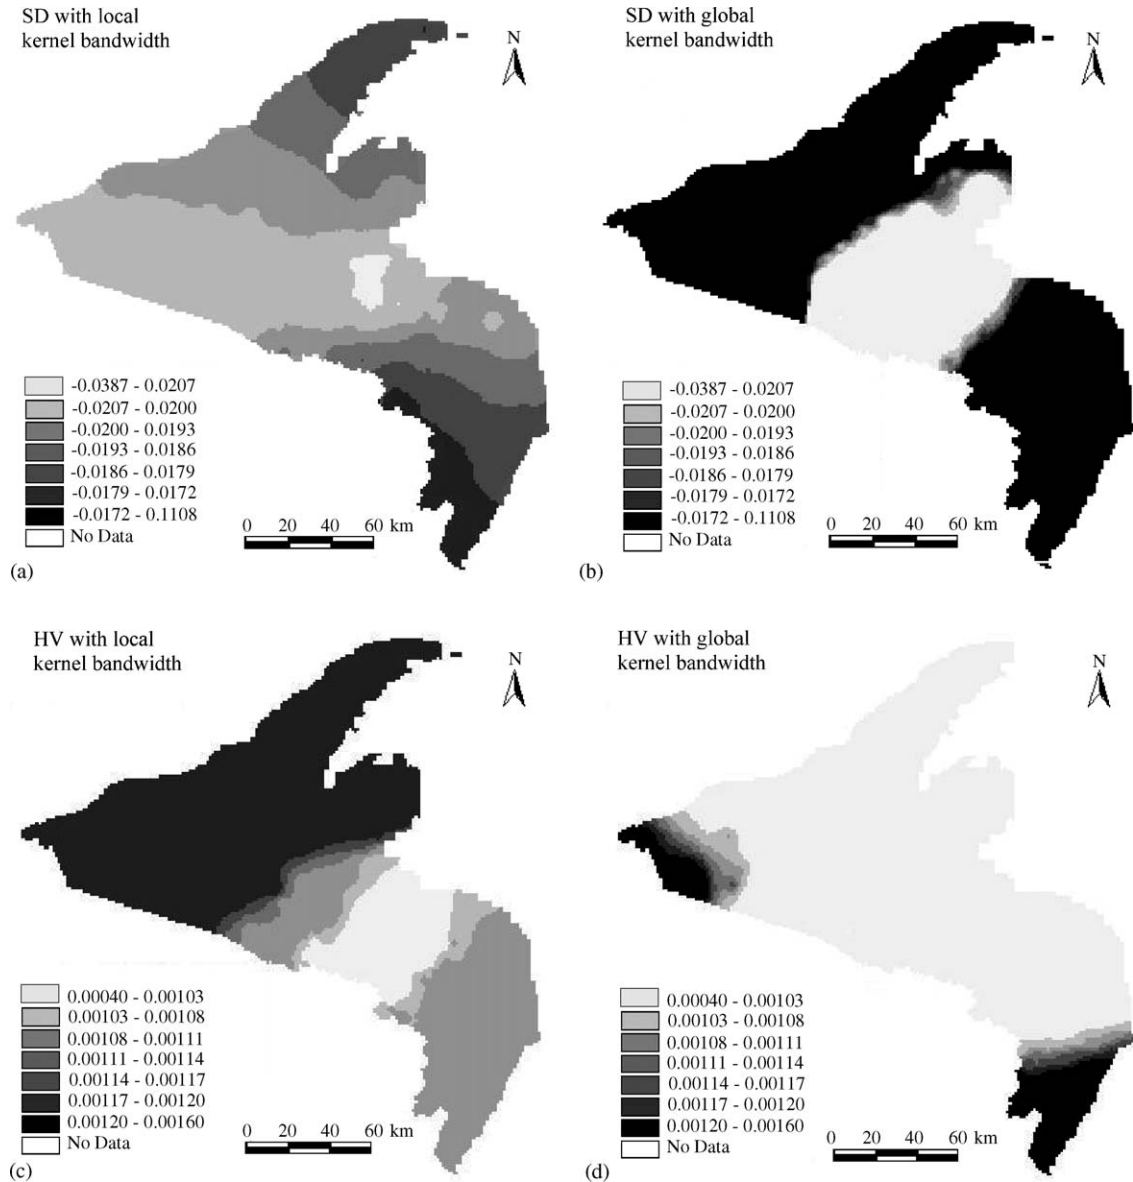 SD with local
kernel bandwidth
N
-0.0387 - 0.0207
-0.0207 - 0.0200
-0.0200 - 0.0193
-0.0193 - 0.0186
-0.0186 - 0.0179
-0.0179 - 0.0172
-0.0172 - 0.1108
No Data
0 20 40 60 km
(a)
SD with global
kernel bandwidth
N
-0.0387 - 0.0207
-0.0207 - 0.0200
-0.0200 - 0.0193
-0.0193 - 0.0186
-0.0186 - 0.0179
-0.0179 - 0.0172
-0.0172 - 0.1108
No Data
0 20 40 60 km
(b)
HV with local
kernel bandwidth
N
0.00040 - 0.00103
0.00103 - 0.00108
0.00108 - 0.00111
0.00111 - 0.00114
0.00114 - 0.00117
0.00117 - 0.00120
0.00120 - 0.00160
No Data
0 20 40 60 km
(c)
HV with global
kernel bandwidth
N
0.00040 - 0.00103
0.00103 - 0.00108
0.00108 - 0.00111
0.00111 - 0.00114
0.00114 - 0.00117
0.00117 - 0.00120
0.00120 - 0.00160
No Data
0 20 40 60 km
(d)